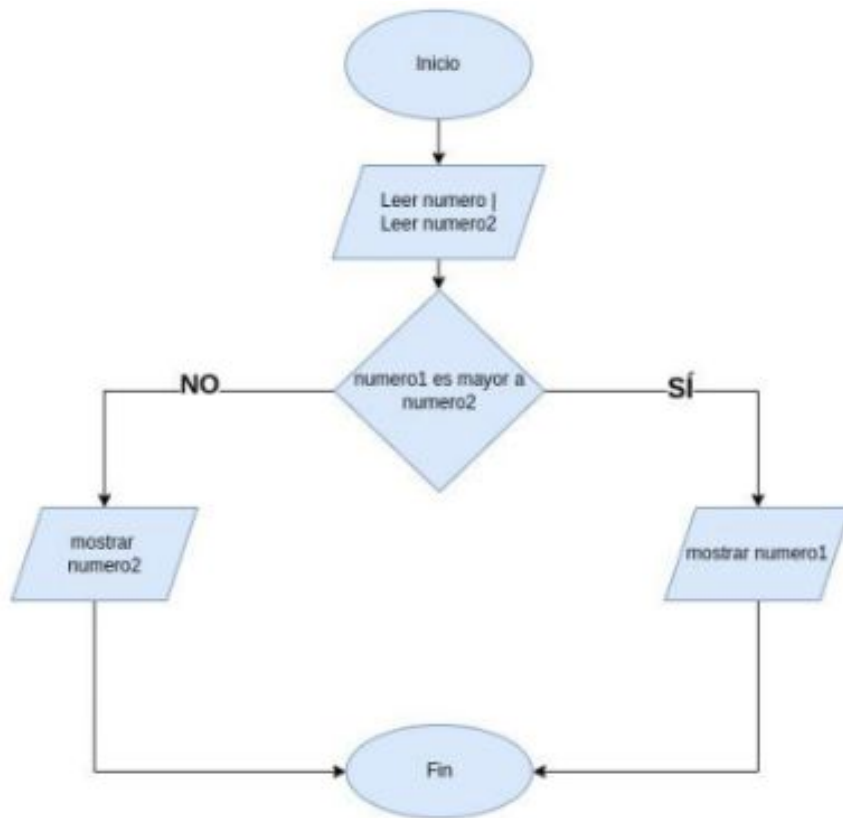 Inicio
Leer numero |
Leer numero2
numero1 es mayor a
numero2
NO
SÍ
mostrar
numero2
mostrar numero1
Fin